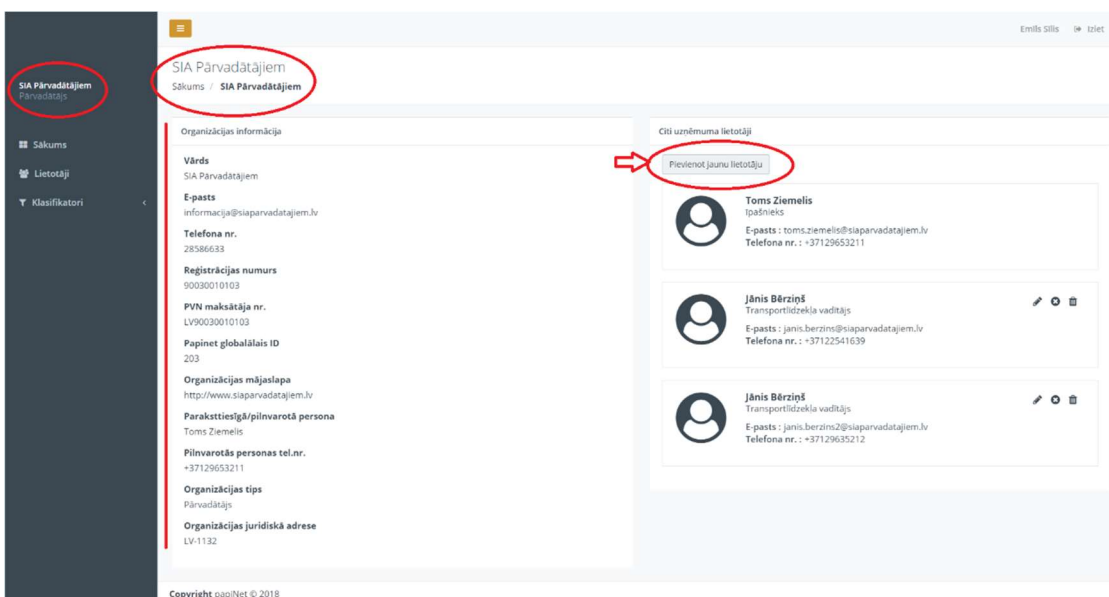 Emīls Sīlis Iziet
SIA Pārvadātājiem
Pārvadātājs
Sākums
Lietotāji
Klasifikatori
SIA Pārvadātājiem
Sākums / SIA Pārvadātājiem
Organizācijas informācija
Vārds
SIA Pārvadātājiem
E-pasts
informacija@siaparvadatajiem.lv
Telefona nr.
28586633
Reģistrācijas numurs
90030010103
PVN maksātāja nr.
LV90030010103
Papinet globālālais ID
203
Organizācijas mājaslapa
http://www.siaparvadatajiem.lv
Paraksttiesīgā/pilnvarotā persona
Toms Ziemelis
Pilnvarotās personas tel.nr.
+37129653211
Organizācijas tips
Pārvadātājs
Organizācijas juridiskā adrese
LV-1132
Citi uzņēmuma lietotāji
Pievienot jaunu lietotāju
Toms Ziemelis
Īpašnieks
E-pasts : toms.ziemelis@siaparvadatajiem.lv
Telefona nr. : +37129653211
Jānis Bērziņš
Transportlīdzekļa vadītājs
E-pasts : janis.berzins@siaparvadatajiem.lv
Telefona nr. : +37122541639
Jānis Bērziņš
Transportlīdzekļa vadītājs
E-pasts : janis.berzins2@siaparvadatajiem.lv
Telefona nr. : +37129635212
Copyright papiNet © 2018